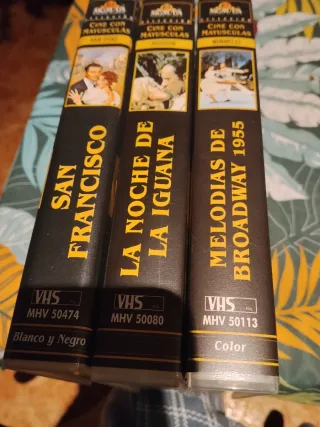 CINE CON
MAYUSCULAS
SAN
FRANCISCO
VHS
MHV 50474
Blanco y Negro
CINE CON
MAYUSCULAS
LA NOCHE DE
LA IGUANA
VHS
MHV 50080
CINE CON
MAYUSCULAS
MELODIAS DE
BROADWAY 1955
VHS
MHV 50113
Color